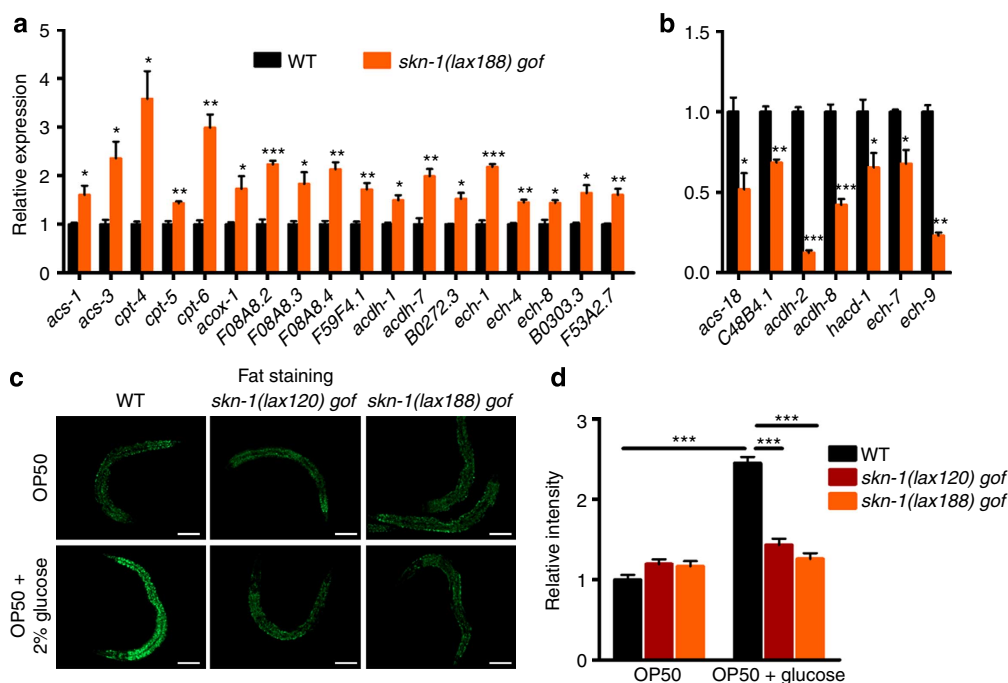 a
Relative expression
5
4
3
2
1
0
WT
skn-1(lax188) gof
*
*
*
**
**
*
***
*
**
**
*
**
*
***
**
**
*
**
acs-1
acs-3
cpt-4
cpt-5
cpt-6
acox-1
F08A8.2
F08A8.3
F08A8.4
F59F4.1
acdh-1
acdh-7
B0272.3
ech-1
ech-4
ech-8
B0303.3
F53A2.7
b
1.0
0.5
0.0
*
**
***
***
*
*
**
acs-18
C48B4.1
acdh-2
acdh-8
hacd-1
ech-7
ech-9
c
Fat staining
WT
skn-1(lax120) gof
skn-1(lax188) gof
OP50
OP50 +
2% glucose
d
Relative intensity
3
2
1
0
***
***
***
WT
skn-1(lax120) gof
skn-1(lax188) gof
OP50
OP50 + glucose